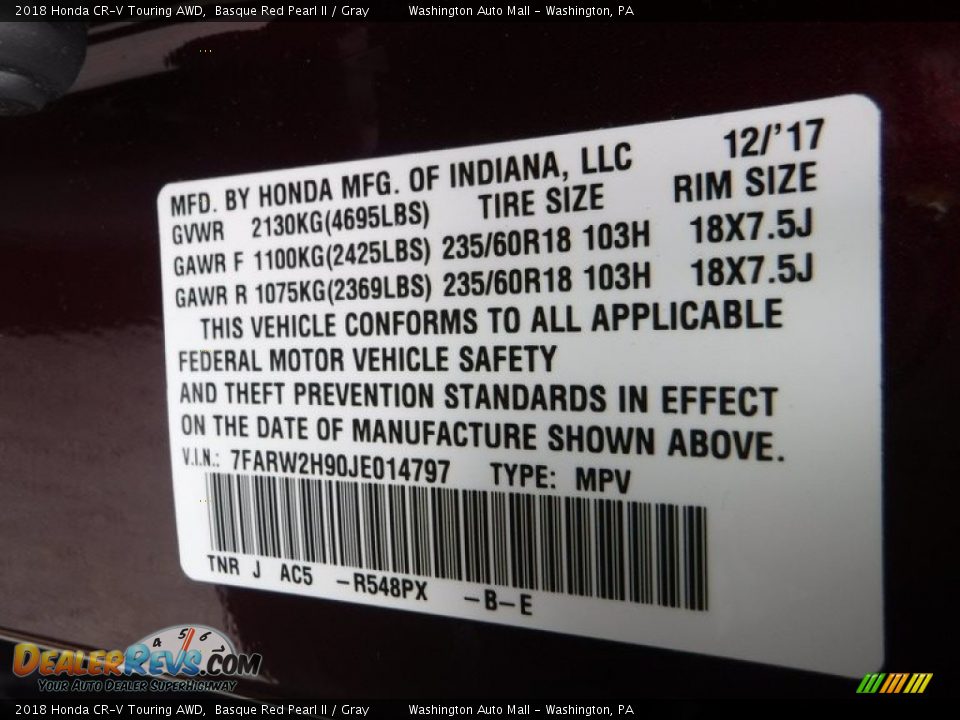 2018 Honda CR-V Touring AWD, Basque Red Pearl II / Gray Washington Auto Mall - Washington, PA
MFD. BY HONDA MFG. OF INDIANA, LLC 12/'17
GVWR 2130KG(4695LBS) TIRE SIZE RIM SIZE
GAWR F 1100KG(2425LBS) 235/60R18 103H 18X7.5J
GAWR R 1075KG(2369LBS) 235/60R18 103H 18X7.5J
THIS VEHICLE CONFORMS TO ALL APPLICABLE
FEDERAL MOTOR VEHICLE SAFETY
AND THEFT PREVENTION STANDARDS IN EFFECT
ON THE DATE OF MANUFACTURE SHOWN ABOVE.
V.I.N.: 7FARW2H90JE014797 TYPE: MPV
TNR J AC5 -R548PX -B-E
4 5 6
DEALERREVS.COM
YOUR AUTO DEALER SUPERHIGHWAY
2018 Honda CR-V Touring AWD, Basque Red Pearl II / Gray Washington Auto Mall - Washington, PA